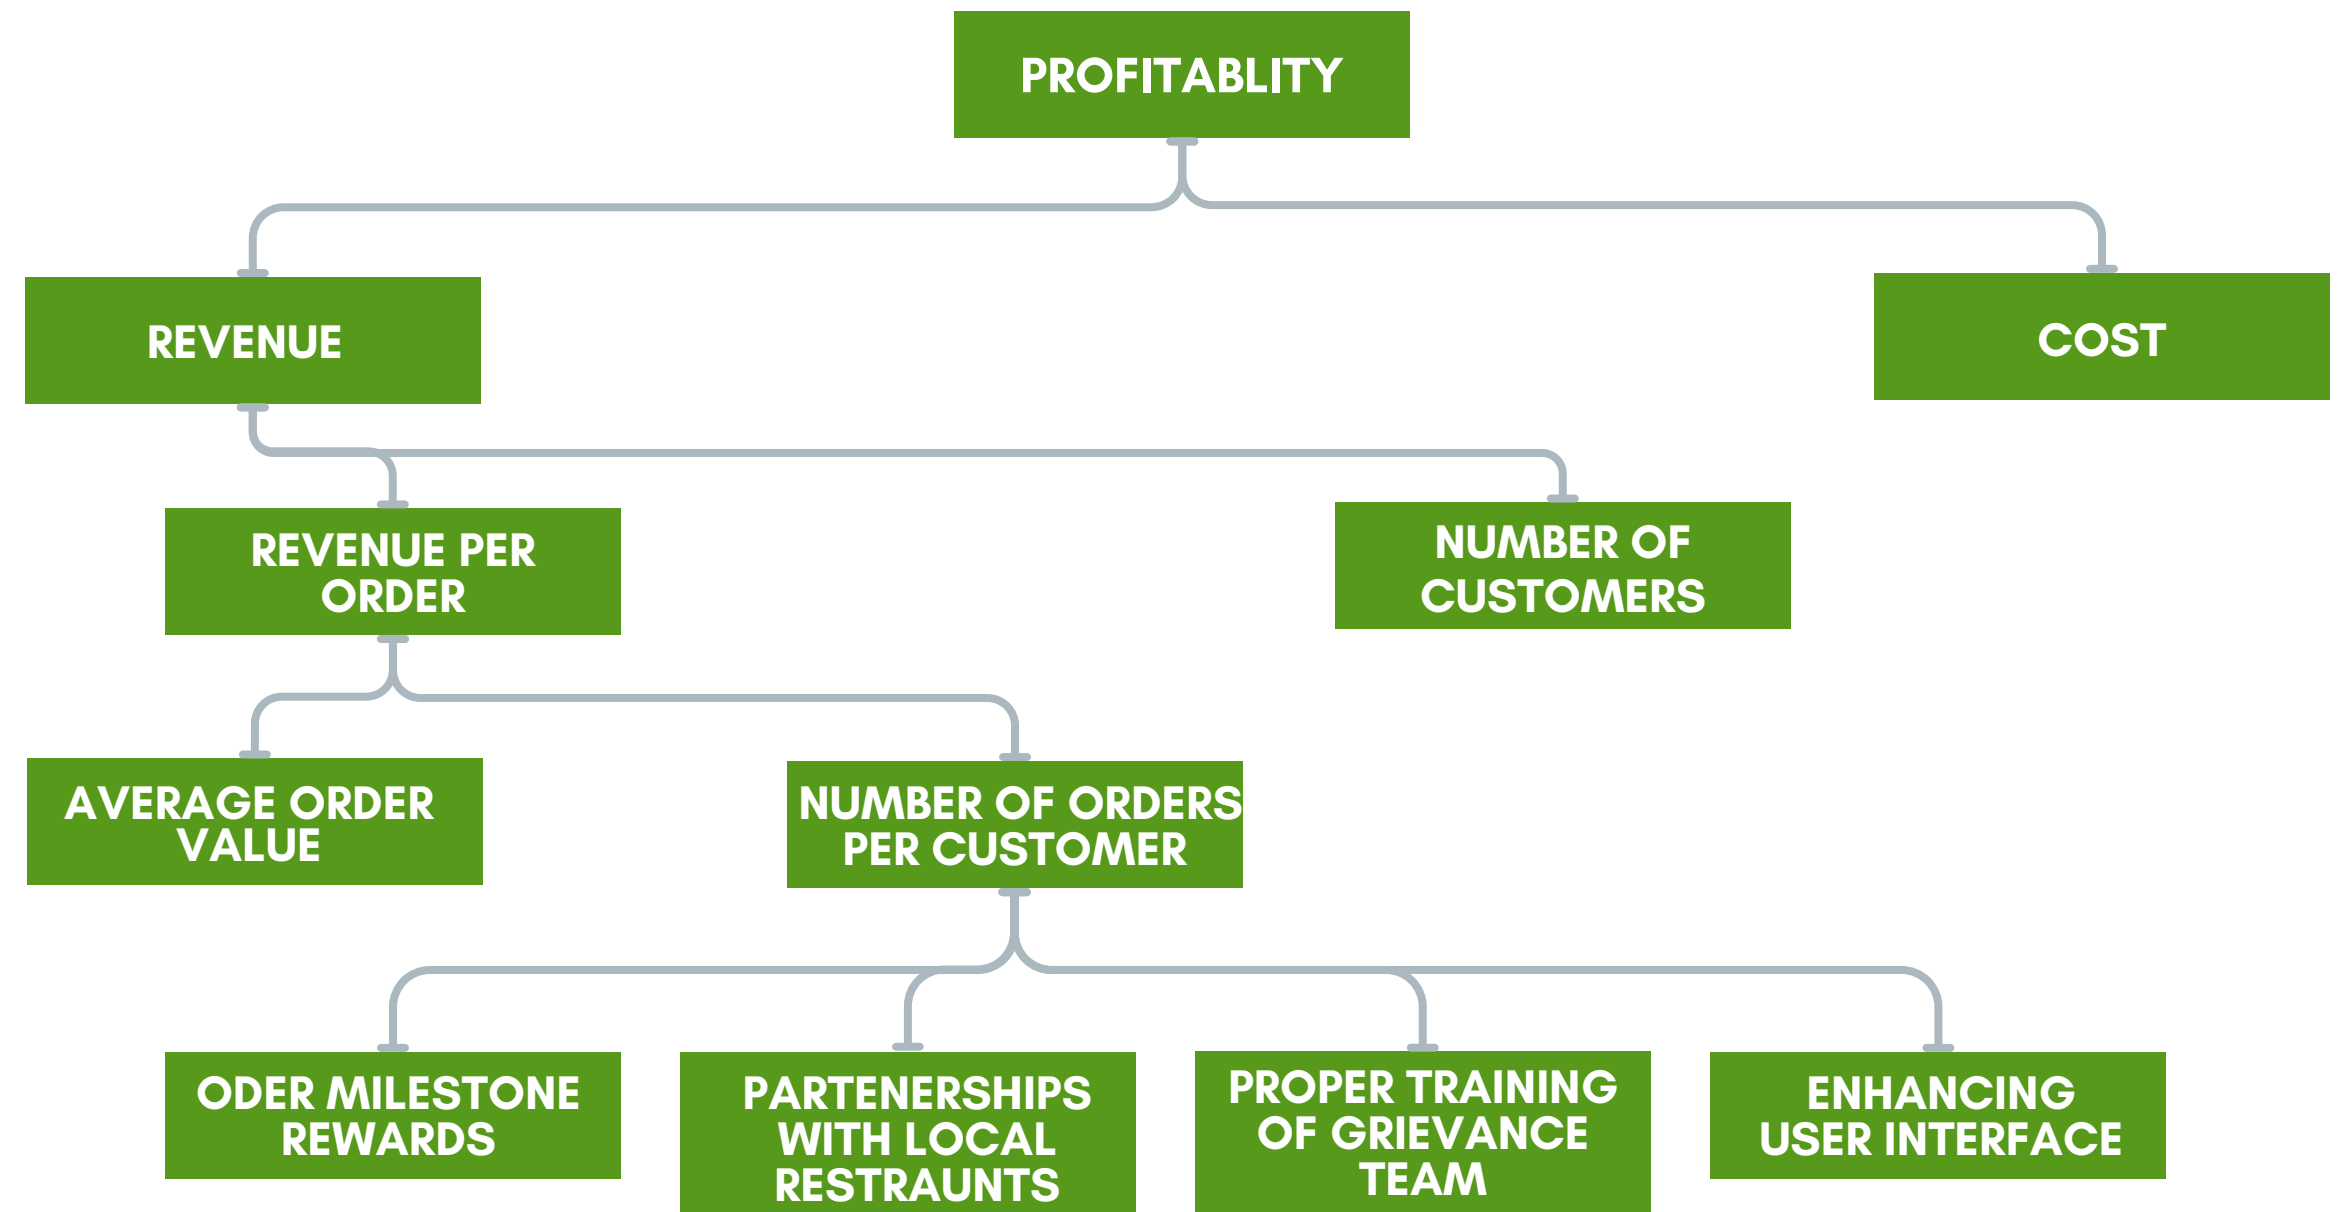 PROFITABLITY
REVENUE
COST
REVENUE PER
ORDER
NUMBER OF
CUSTOMERS
AVERAGE ORDER
VALUE
NUMBER OF ORDERS
PER CUSTOMER
ODER MILESTONE
REWARDS
PARTENERSHIPS
WITH LOCAL
RESTRAUNTS
PROPER TRAINING
OF GRIEVANCE
TEAM
ENHANCING
USER INTERFACE